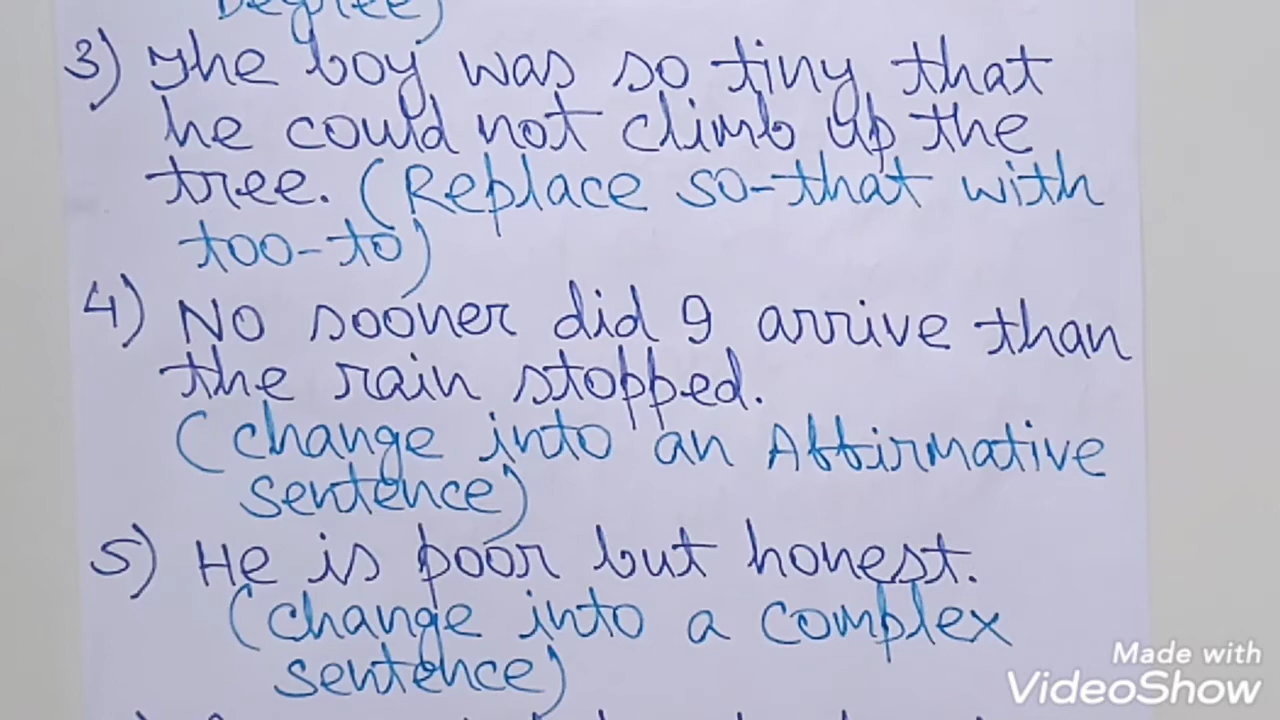 Degree)
3) The boy was so tiny that
he could not climb up the
tree. (Replace so-that with
too-to)
4) No sooner did I arrive than
the rain stopped.
(change into an Affirmative
sentence)
5) He is poor but honest.
(change into a complex
sentence)
Made with
VideoShow